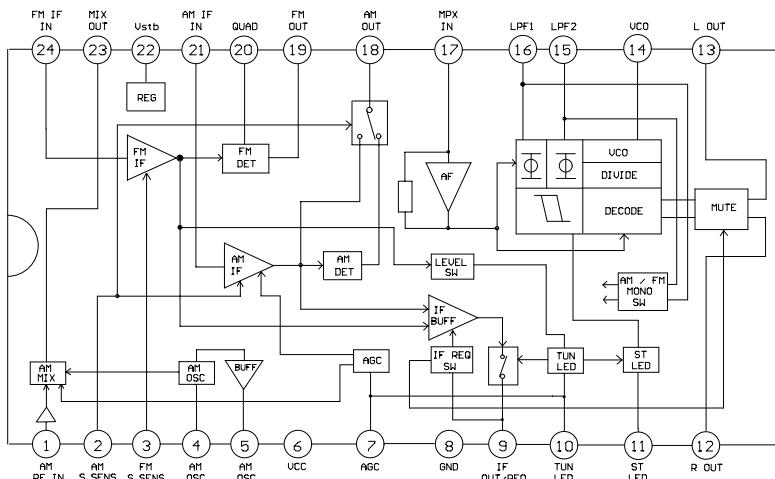 FM IF
IN
MIX
OUT
Vstb
AM IF
IN
QUAD
FM
OUT
AM
OUT
MPX
IN
LPF1
LPF2
VCO
L OUT
24
23
22
21
20
19
18
17
16
15
14
13
REG
FM
IF
FM
DET
AF
VCO
DIVIDE
DECODE
MUTE
AM
IF
AM
DET
LEVEL
SW
AM / FM
MONO
SW
IF
BUFF
AM
MIX
AM
OSC
BUFF
AGC
IF REQ
SW
TUN
LED
ST
LED
1
2
3
4
5
6
7
8
9
10
11
12
AM
RF IN
AM
S.SENS
FM
S.SENS
AM
OSC
AM
OSC
VCC
AGC
GND
IF
OUT/REQ
TUN
LED
ST
LED
R OUT